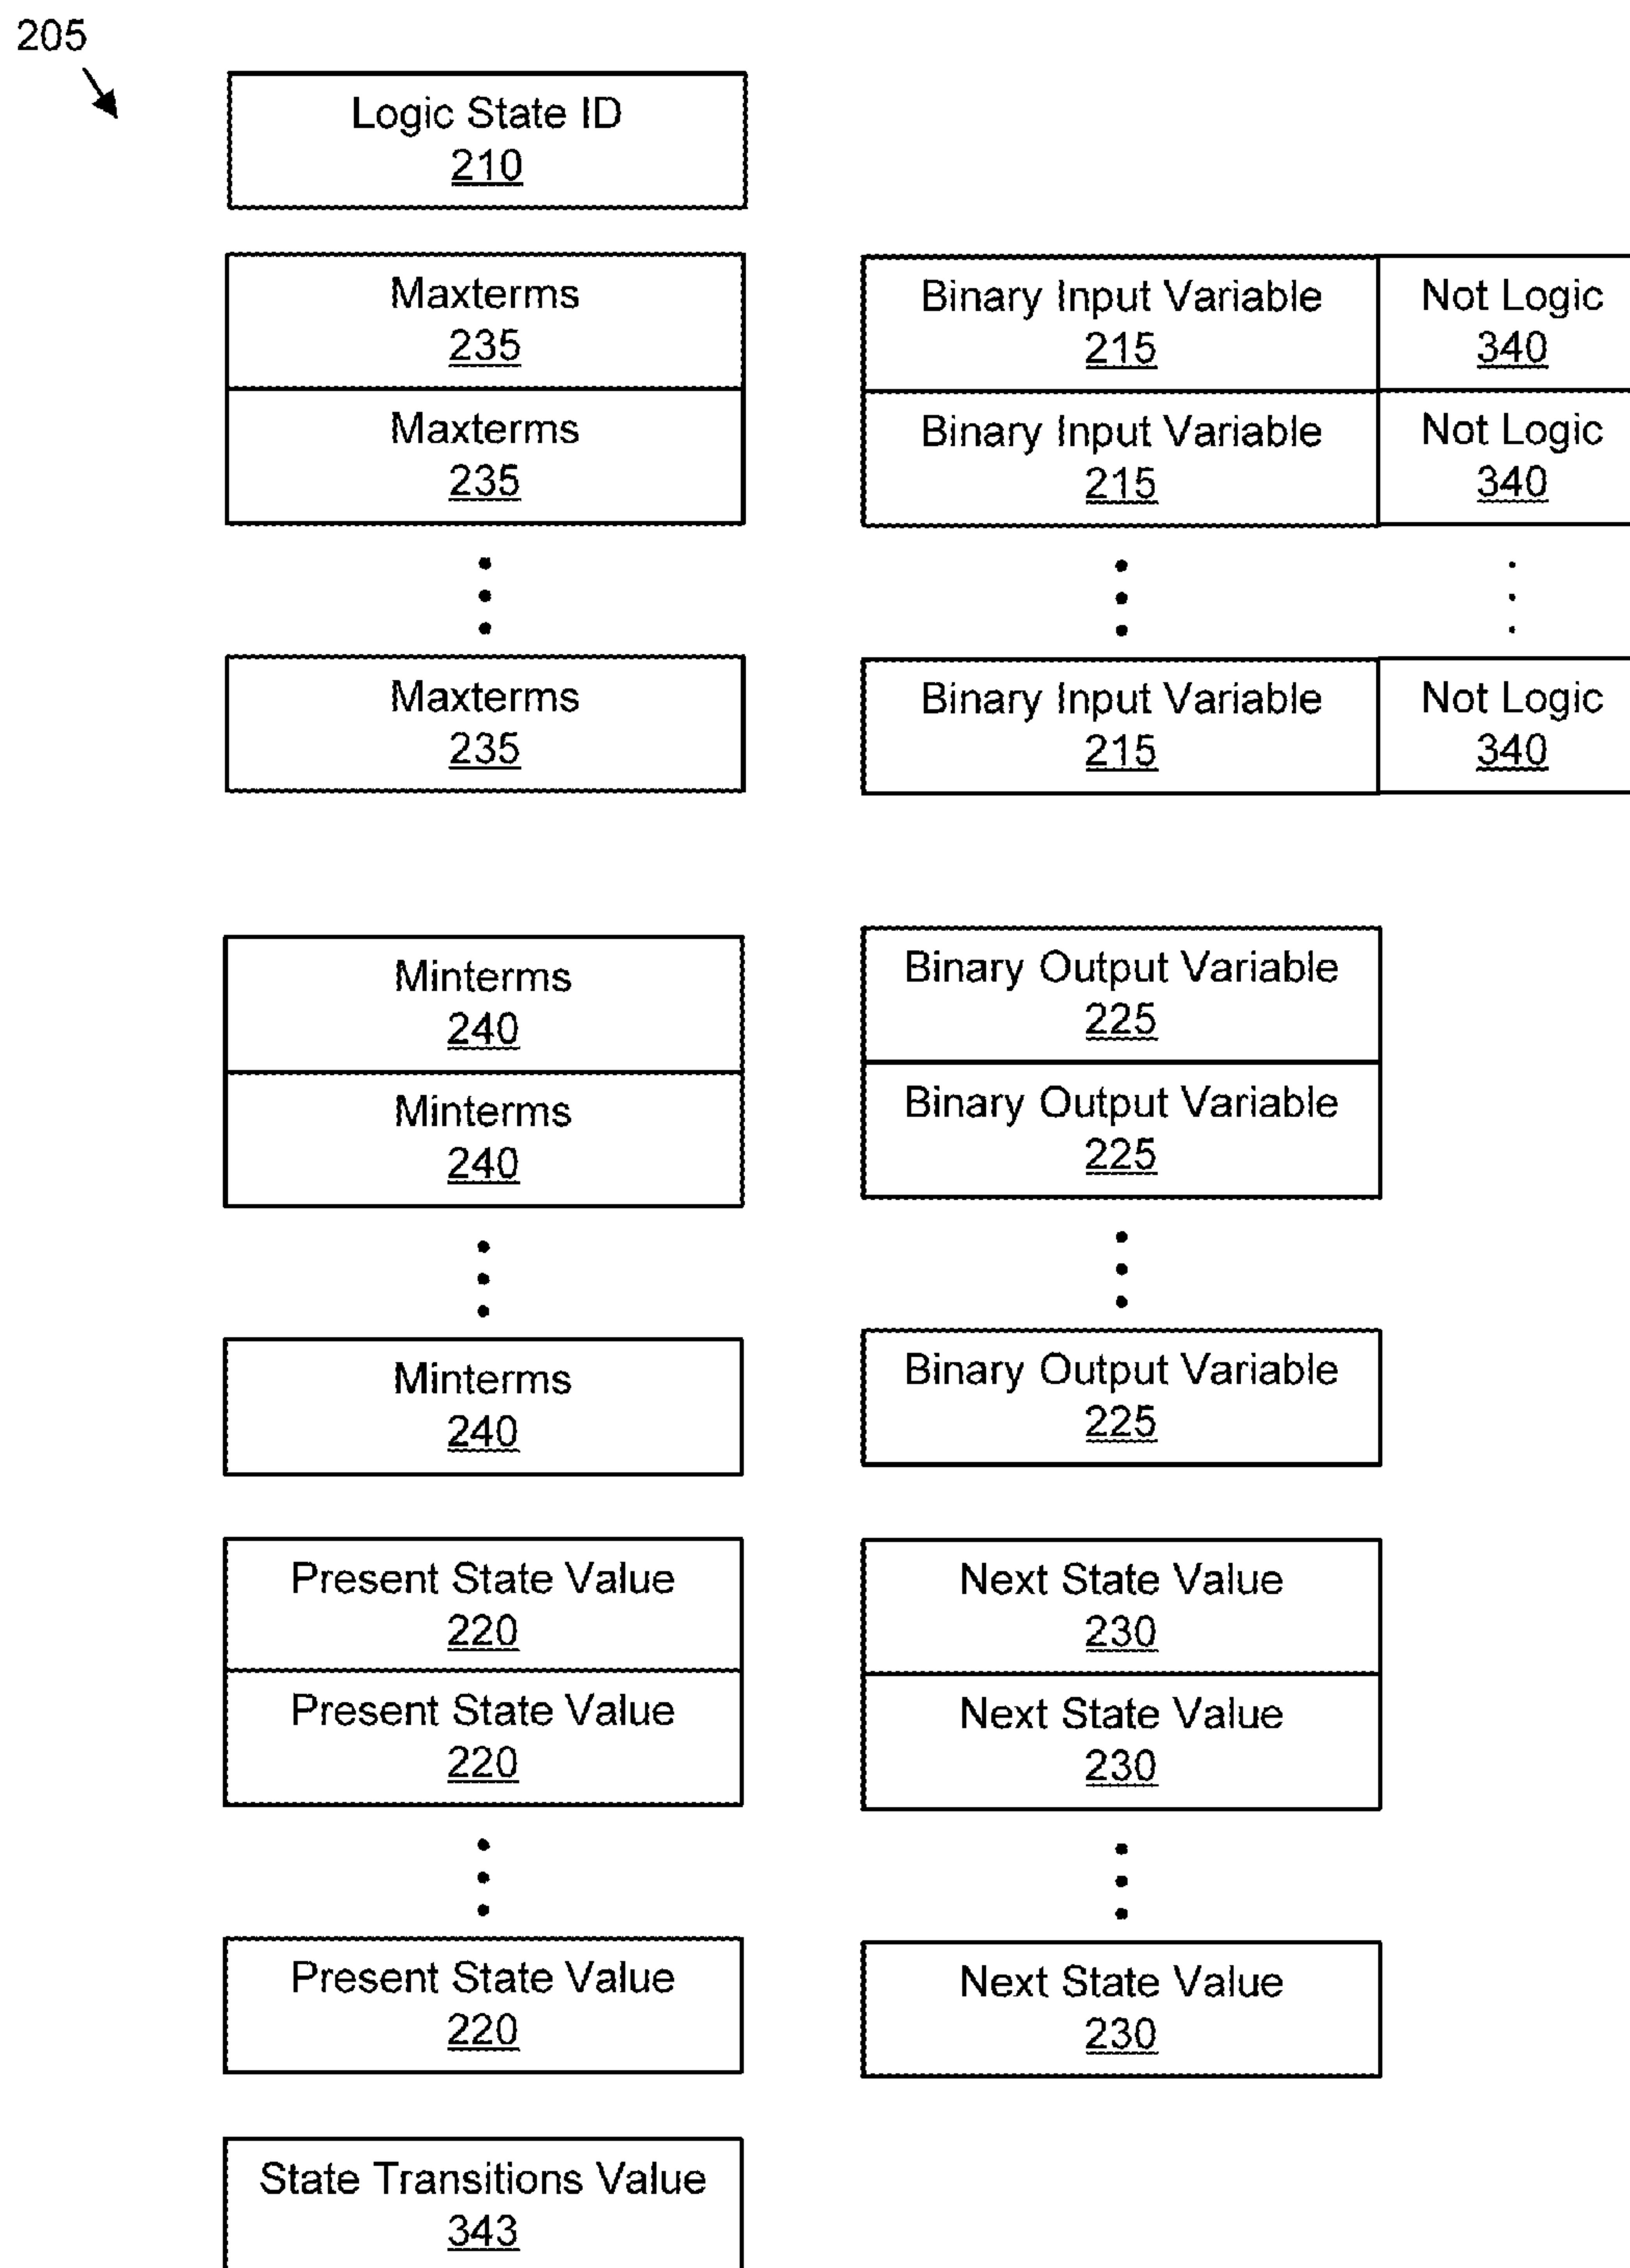 205
Logic State ID
210
Maxterms
235
Binary Input Variable
215
Not Logic
340
Maxterms
235
Binary Input Variable
215
Not Logic
340
Maxterms
235
Binary Input Variable
215
Not Logic
340
Minterms
240
Binary Output Variable
225
Minterms
240
Binary Output Variable
225
Minterms
240
Binary Output Variable
225
Present State Value
220
Next State Value
230
Present State Value
220
Next State Value
230
Present State Value
220
Next State Value
230
State Transitions Value
343